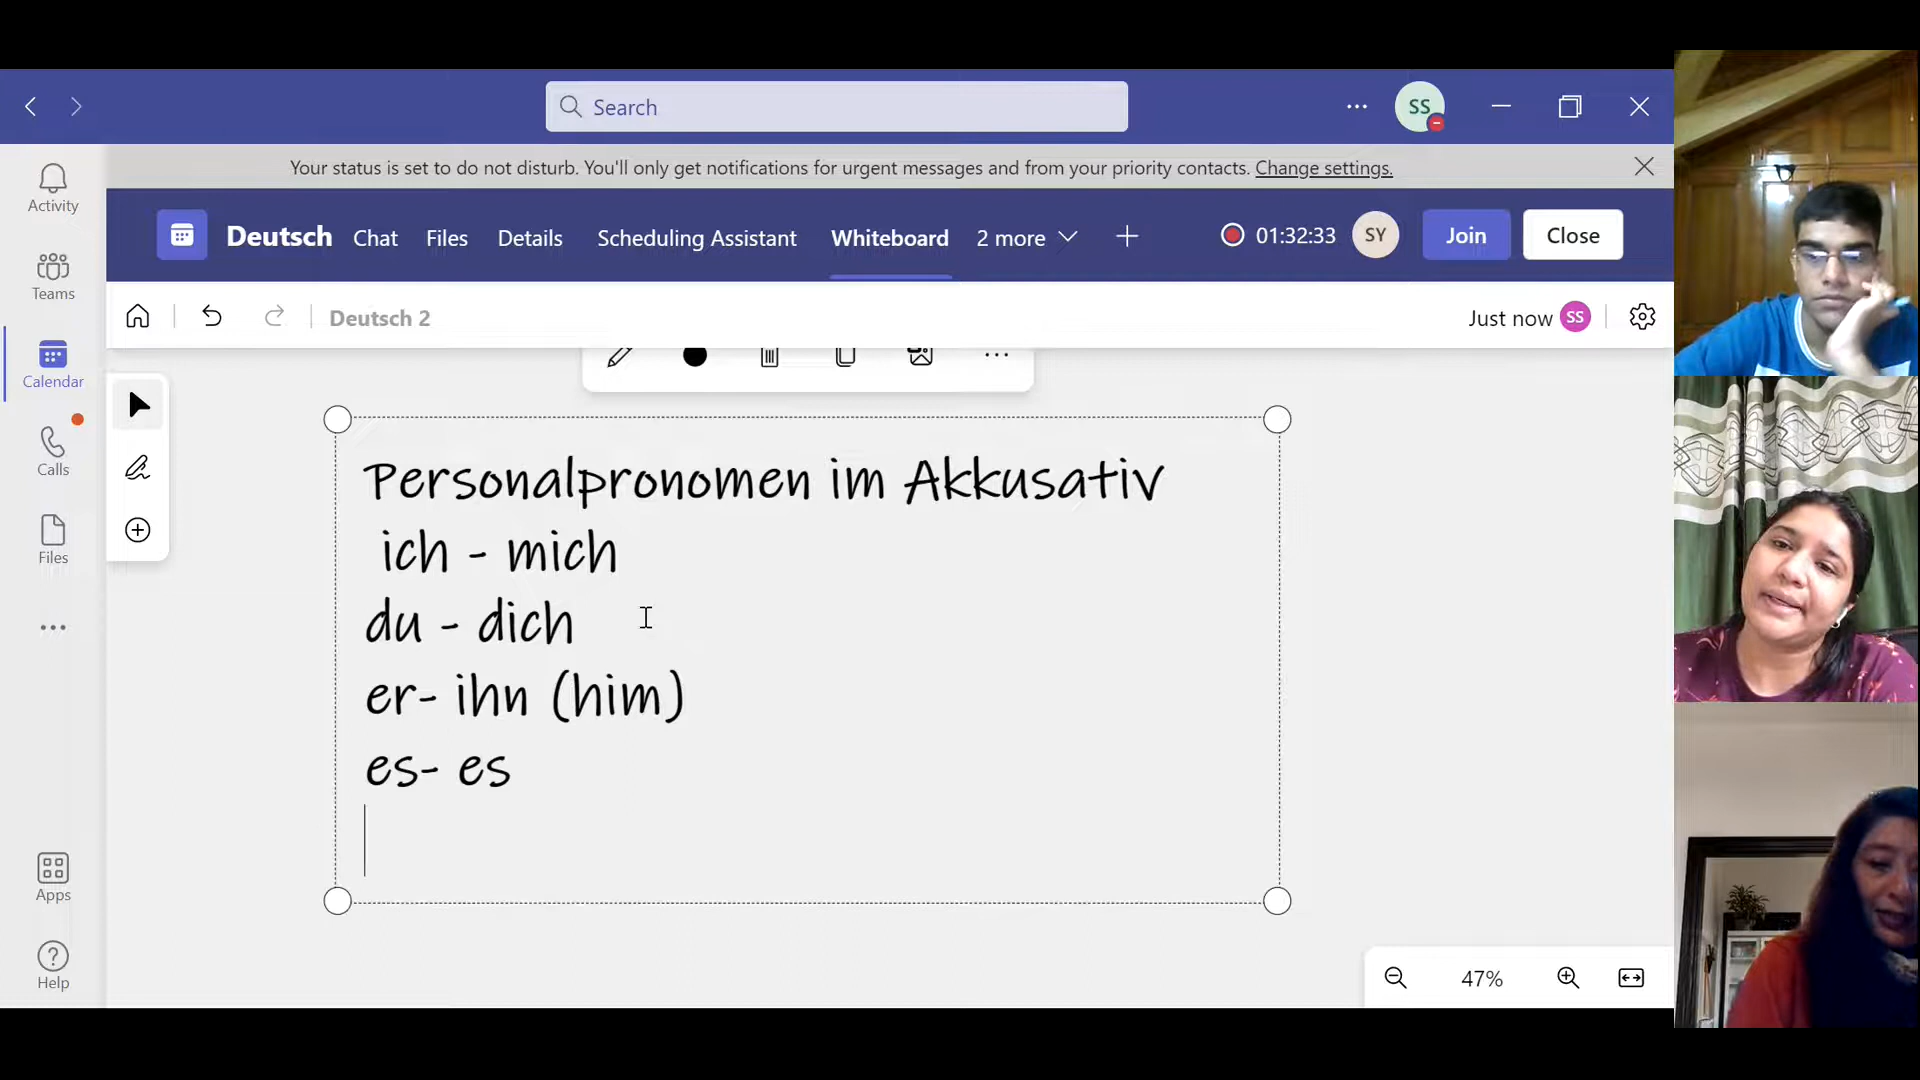 Search
SS
Your status is set to do not disturb. You'll only get notifications for urgent messages and from your priority contacts. Change settings.
Activity
Deutsch Chat Files Details Scheduling Assistant Whiteboard 2 more 01:32:33 SY Join Close
Teams
Deutsch 2 Just now SS
Calendar
Calls
Files
Personalpronomen im Akkusativ
ich - mich
du - dich
er- ihn (him)
es- es
Apps
Help
47%